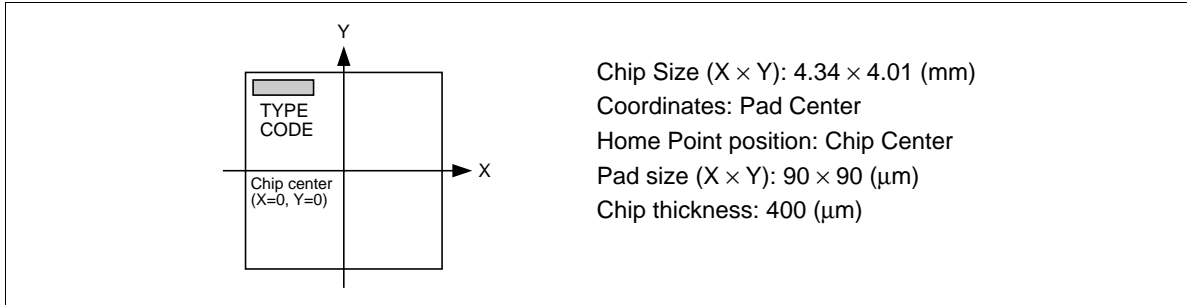 Y
TYPE
CODE
X
Chip center
(X=0, Y=0)
Chip Size (X × Y): 4.34 × 4.01 (mm)
Coordinates: Pad Center
Home Point position: Chip Center
Pad size (X × Y): 90 × 90 (μm)
Chip thickness: 400 (μm)